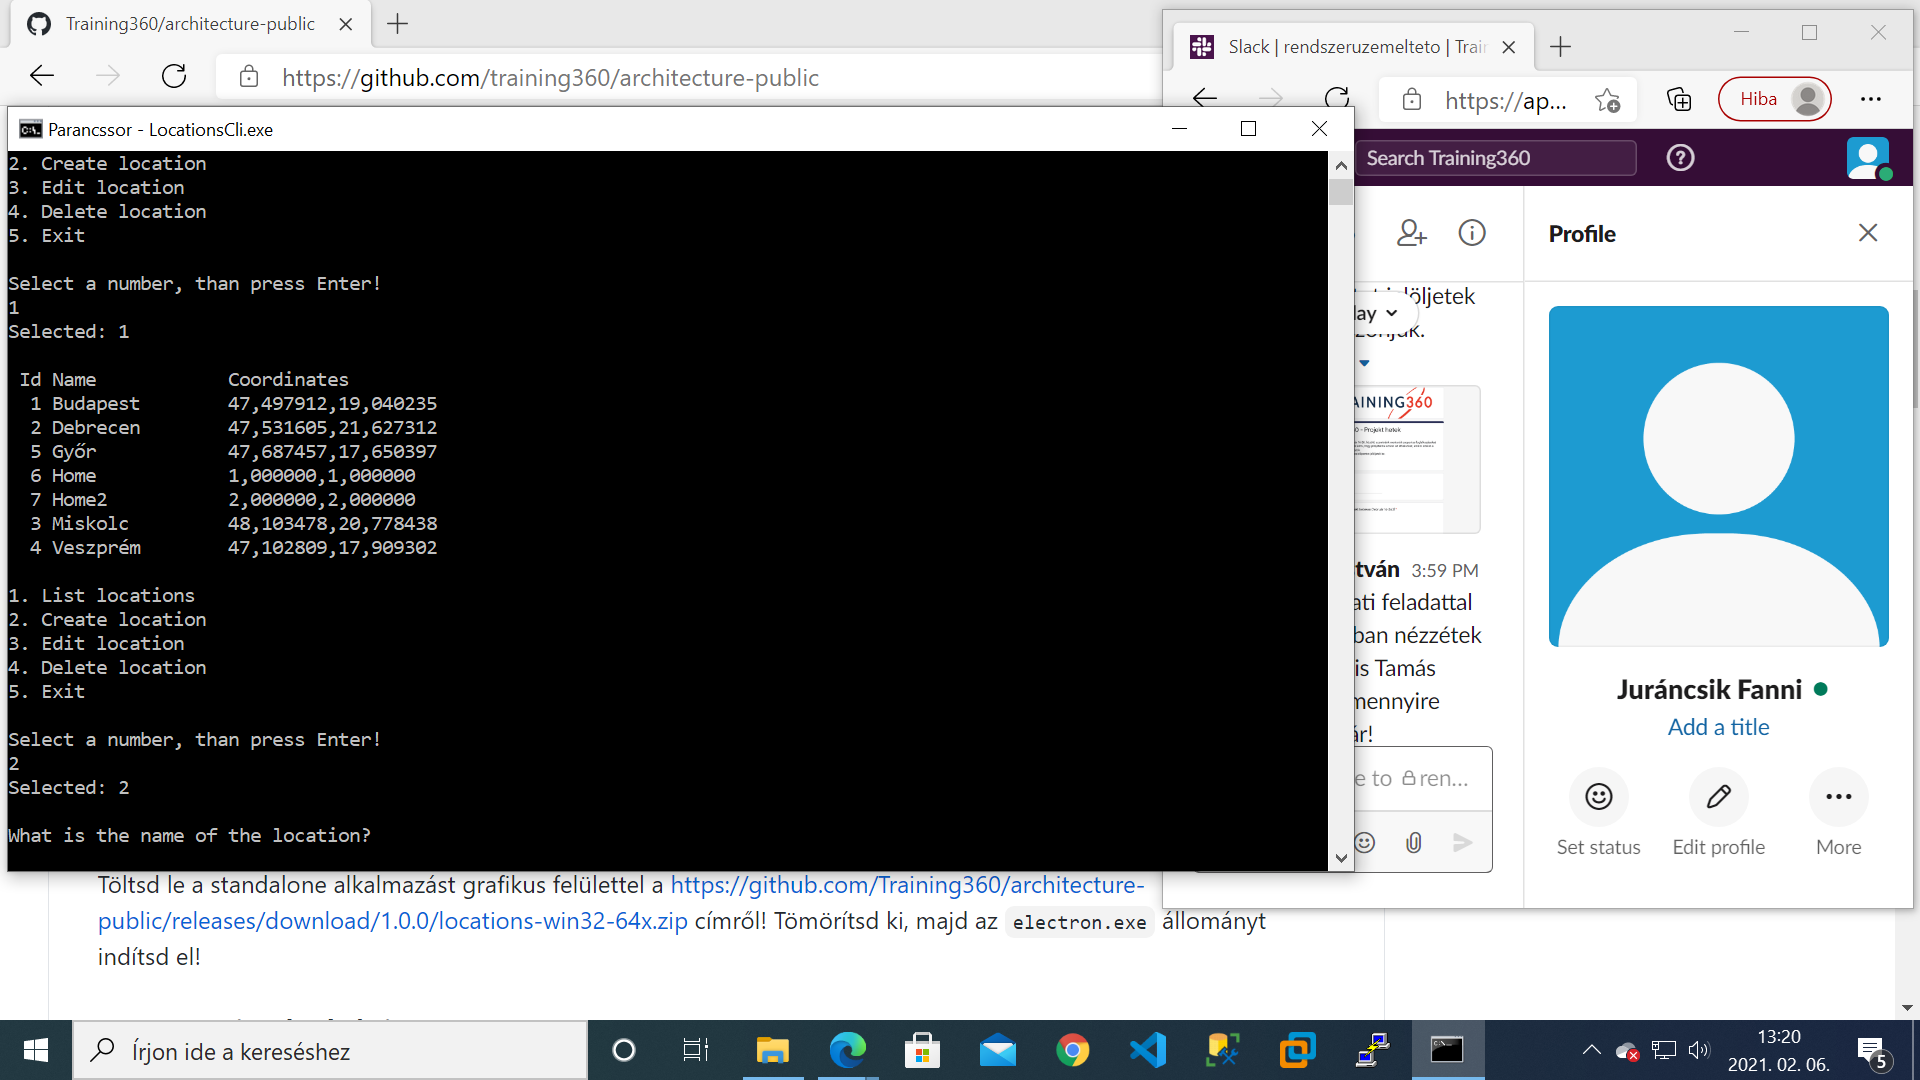 Training360/architecture-public
https://github.com/training360/architecture-public
Slack | rendszeruzemelteto | Trai
https://ap...
Hiba
Parancssor - LocationsCli.exe
2. Create location
3. Edit location
4. Delete location
5. Exit
Select a number, than press Enter!
1
Selected: 1
Id Name Coordinates
1 Budapest 47,497912,19,040235
2 Debrecen 47,531605,21,627312
5 Győr 47,687457,17,650397
6 Home 1,000000,1,000000
7 Home2 2,000000,2,000000
3 Miskolc 48,103478,20,778438
4 Veszprém 47,102809,17,909302
1. List locations
2. Create location
3. Edit location
4. Delete location
5. Exit
Select a number, than press Enter!
2
Selected: 2
What is the name of the location?
Search Training360
Profile
löljetek
lay
AINING360
0 - Projekt hetek
tván 3:59 PM
ati feladattal
ban nézzétek
is Tamás
mennyire
ár!
e to ren...
Juráncsik Fanni
Add a title
Set status
Edit profile
More
Töltsd le a standalone alkalmazást grafikus felülettel a https://github.com/Training360/architecture-
public/releases/download/1.0.0/locations-win32-64x.zip címről! Tömörítsd ki, majd az electron.exe állományt
indítsd el!
Írjon ide a kereséshez
13:20
2021. 02. 06.
5